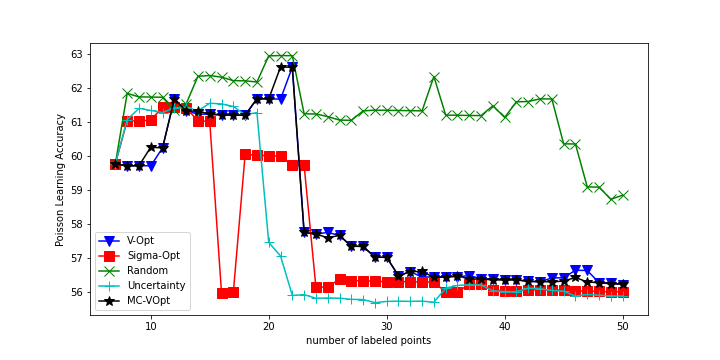 63
62
61
60
59
58
57
56
Poisson Learning Accuracy
V-Opt
Sigma-Opt
Random
Uncertainty
MC-VOpt
10
20
30
40
50
number of labeled points